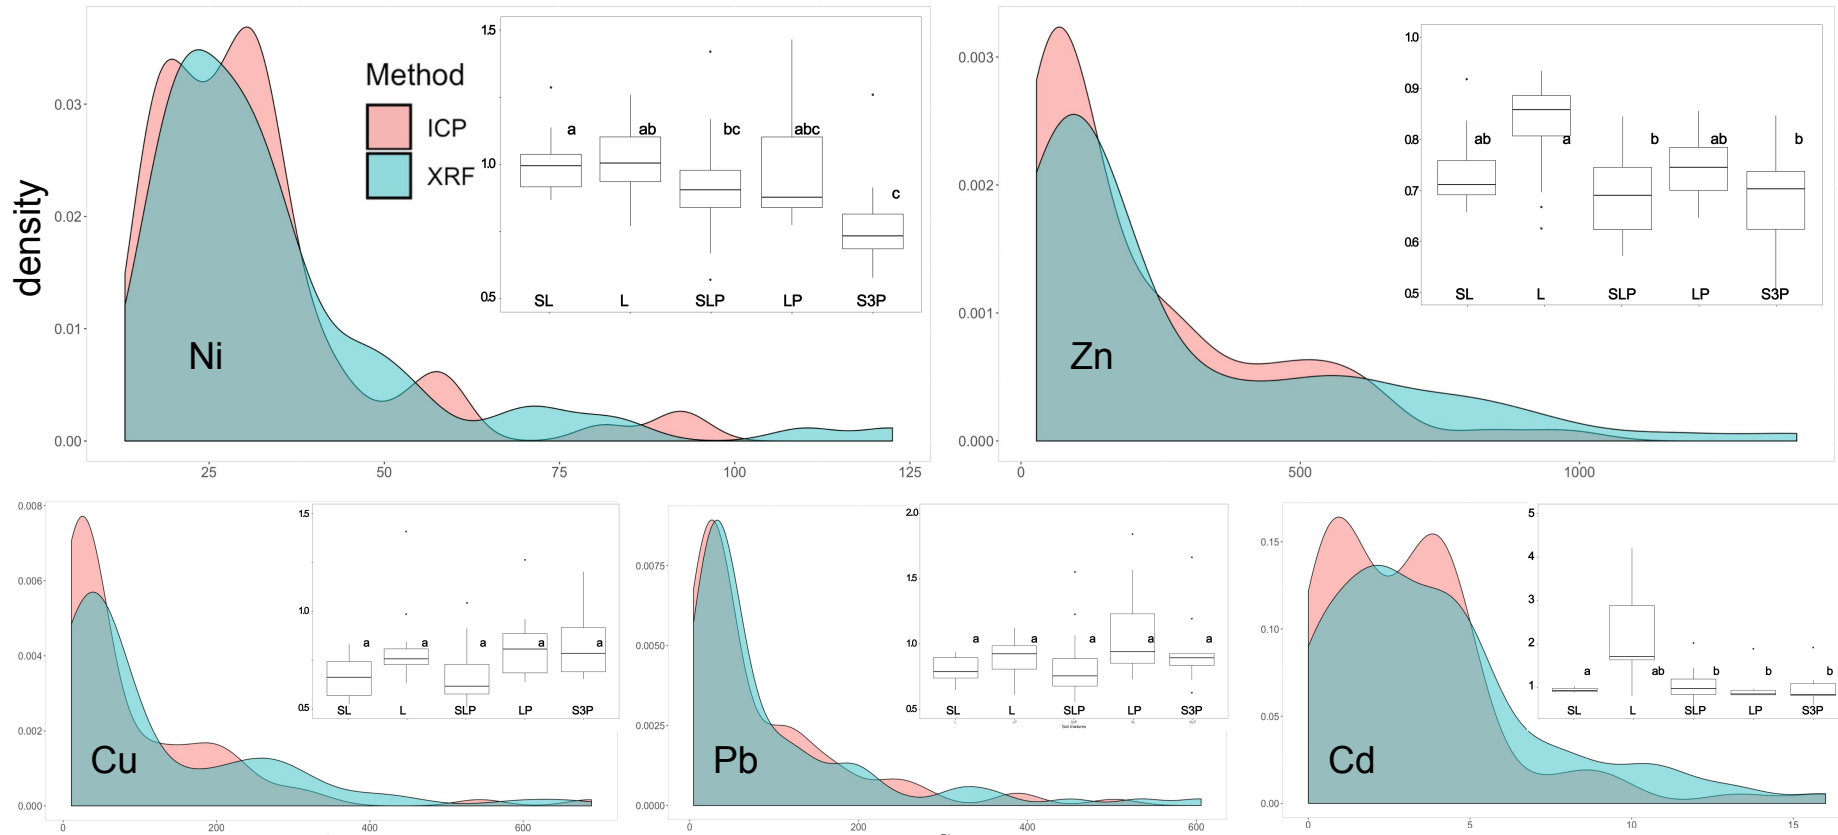 density
0.03
0.02
0.01
0.00
Ni
25
50
75
100
125
Method
ICP
XRF
1.5
1.0
0.5
a
ab
bc
abc
c
SL
L
SLP
LP
S3P
0.003
0.002
0.001
0.000
Zn
0
500
1000
1.0
0.9
0.8
0.7
0.6
0.5
ab
a
b
ab
b
SL
L
SLP
LP
S3P
0.008
0.006
0.004
0.002
0.000
Cu
0
200
400
600
1.5
1.0
0.5
a
a
a
a
a
SL
L
SLP
LP
S3P
0.0075
0.0050
0.0025
0.0000
Pb
0
200
400
600
2.0
1.5
1.0
0.5
a
a
a
a
a
SL
L
SLP
LP
S3P
Soil mixtures
0.15
0.10
0.05
0.00
Cd
0
5
10
15
5
4
3
2
1
a
ab
b
b
b
SL
L
SLP
LP
S3P